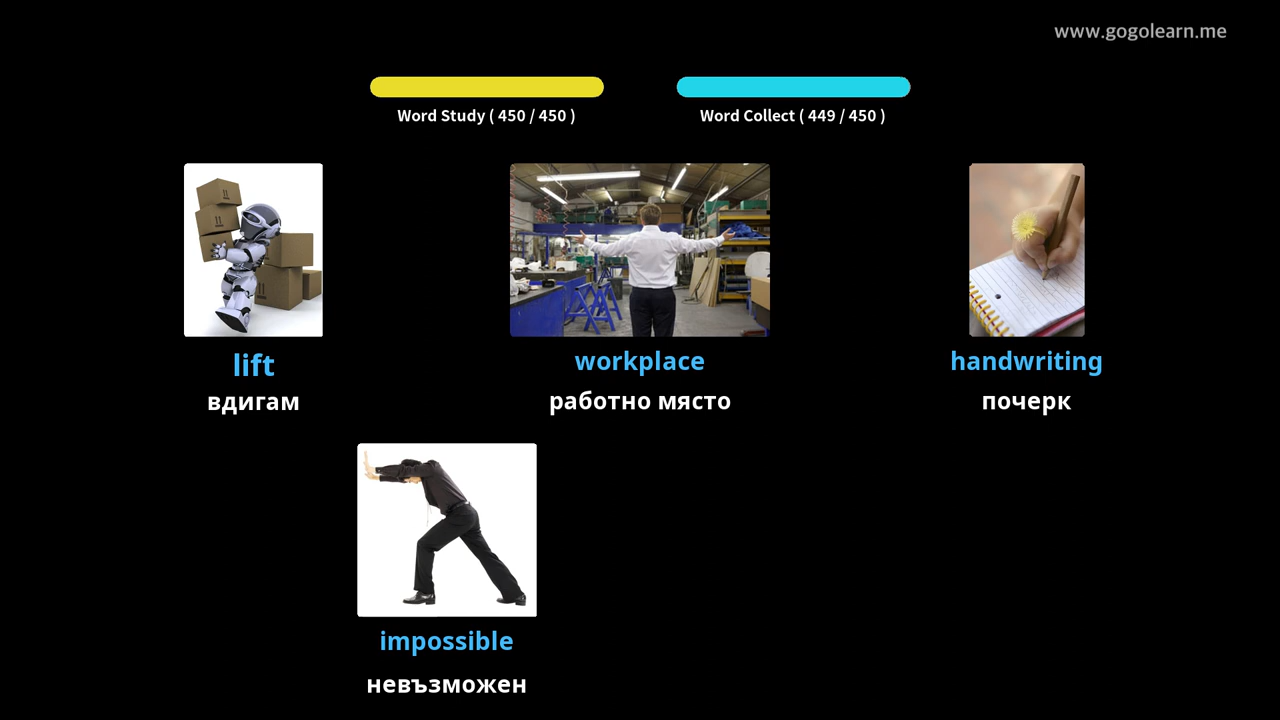 www.gogolearn.me
Word Study ( 450 / 450 )
Word Collect ( 449 / 450 )
lift
вдигам
workplace
работно място
handwriting
почерк
impossible
невъзможен